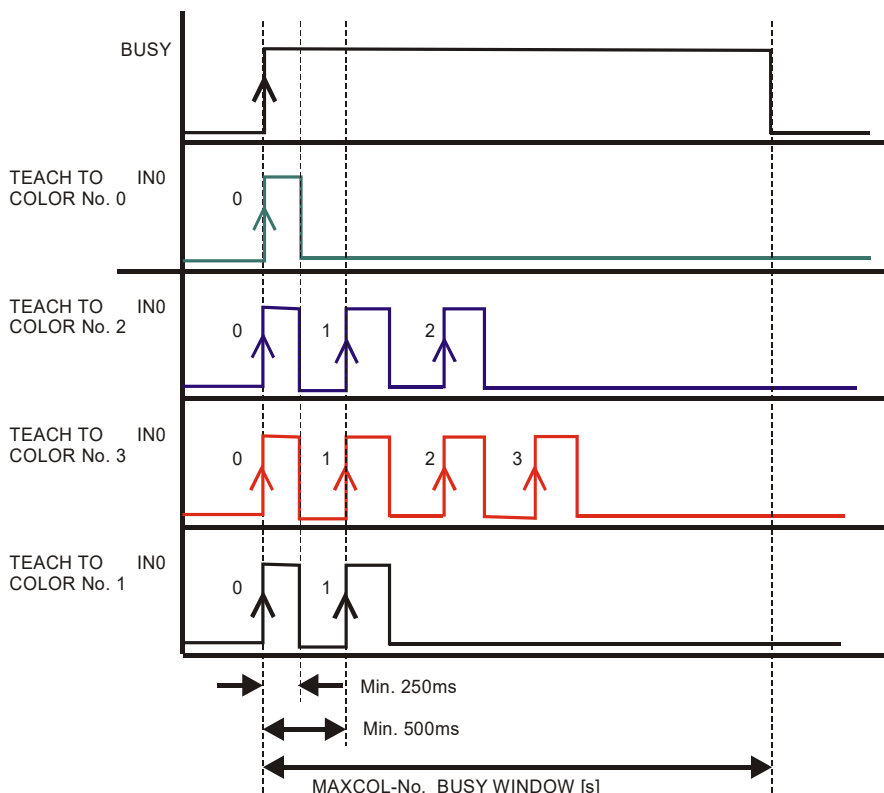 BUSY
TEACH TO IN0
COLOR No. 0
0
TEACH TO IN0
COLOR No. 2
0 1 2
TEACH TO IN0
COLOR No. 3
0 1 2 3
TEACH TO IN0
COLOR No. 1
0 1
Min. 250ms
Min. 500ms
MAXCOL-No. BUSY WINDOW [s]